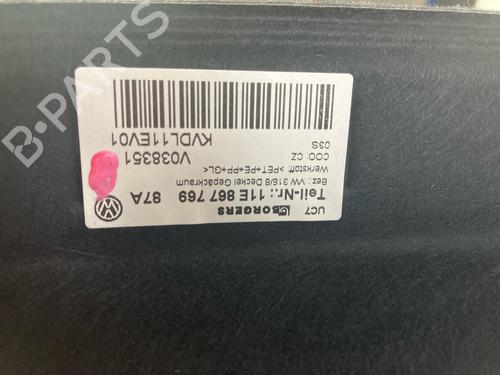 UC7 BORGERS
Teil-Nr.: 11E 867 769 87A
Bez.: VW 316/8 Deckel Gepäckraum
Werkstoff: >PET+PE+PP+GL<
COO: CZ
03S
V038351
KVDL11EV01
B-PARTS